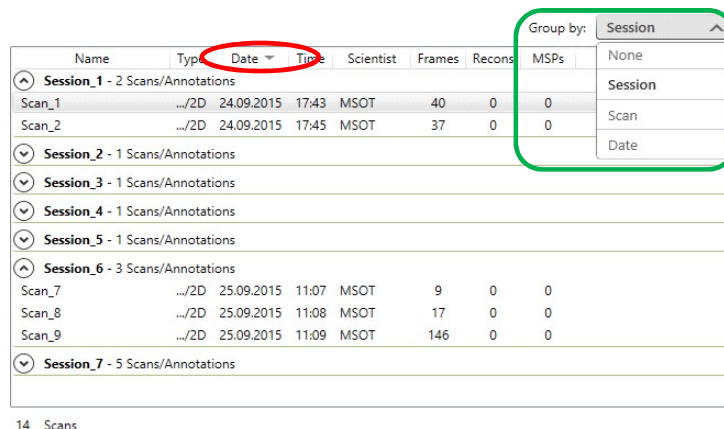 Group by: Session
None
Session
Scan
Date
Name Type Date Time Scientist Frames Recons MSPs
Session_1 - 2 Scans/Annotations
Scan_1 .../2D 24.09.2015 17:43 MSOT 40 0 0
Scan_2 .../2D 24.09.2015 17:45 MSOT 37 0 0
Session_2 - 1 Scans/Annotations
Session_3 - 1 Scans/Annotations
Session_4 - 1 Scans/Annotations
Session_5 - 1 Scans/Annotations
Session_6 - 3 Scans/Annotations
Scan_7 .../2D 25.09.2015 11:07 MSOT 9 0 0
Scan_8 .../2D 25.09.2015 11:08 MSOT 17 0 0
Scan_9 .../2D 25.09.2015 11:09 MSOT 146 0 0
Session_7 - 5 Scans/Annotations
14 Scans